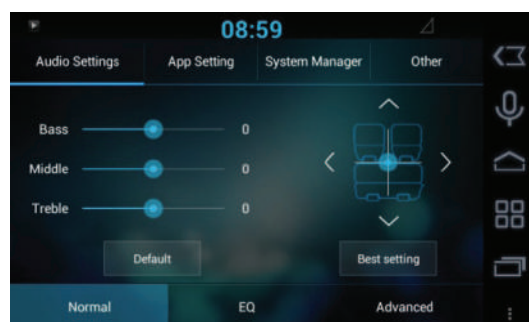 08:59
Audio Settings App Setting System Manager Other
Bass 0
Middle 0
Treble 0
Default Best setting
Normal EQ Advanced